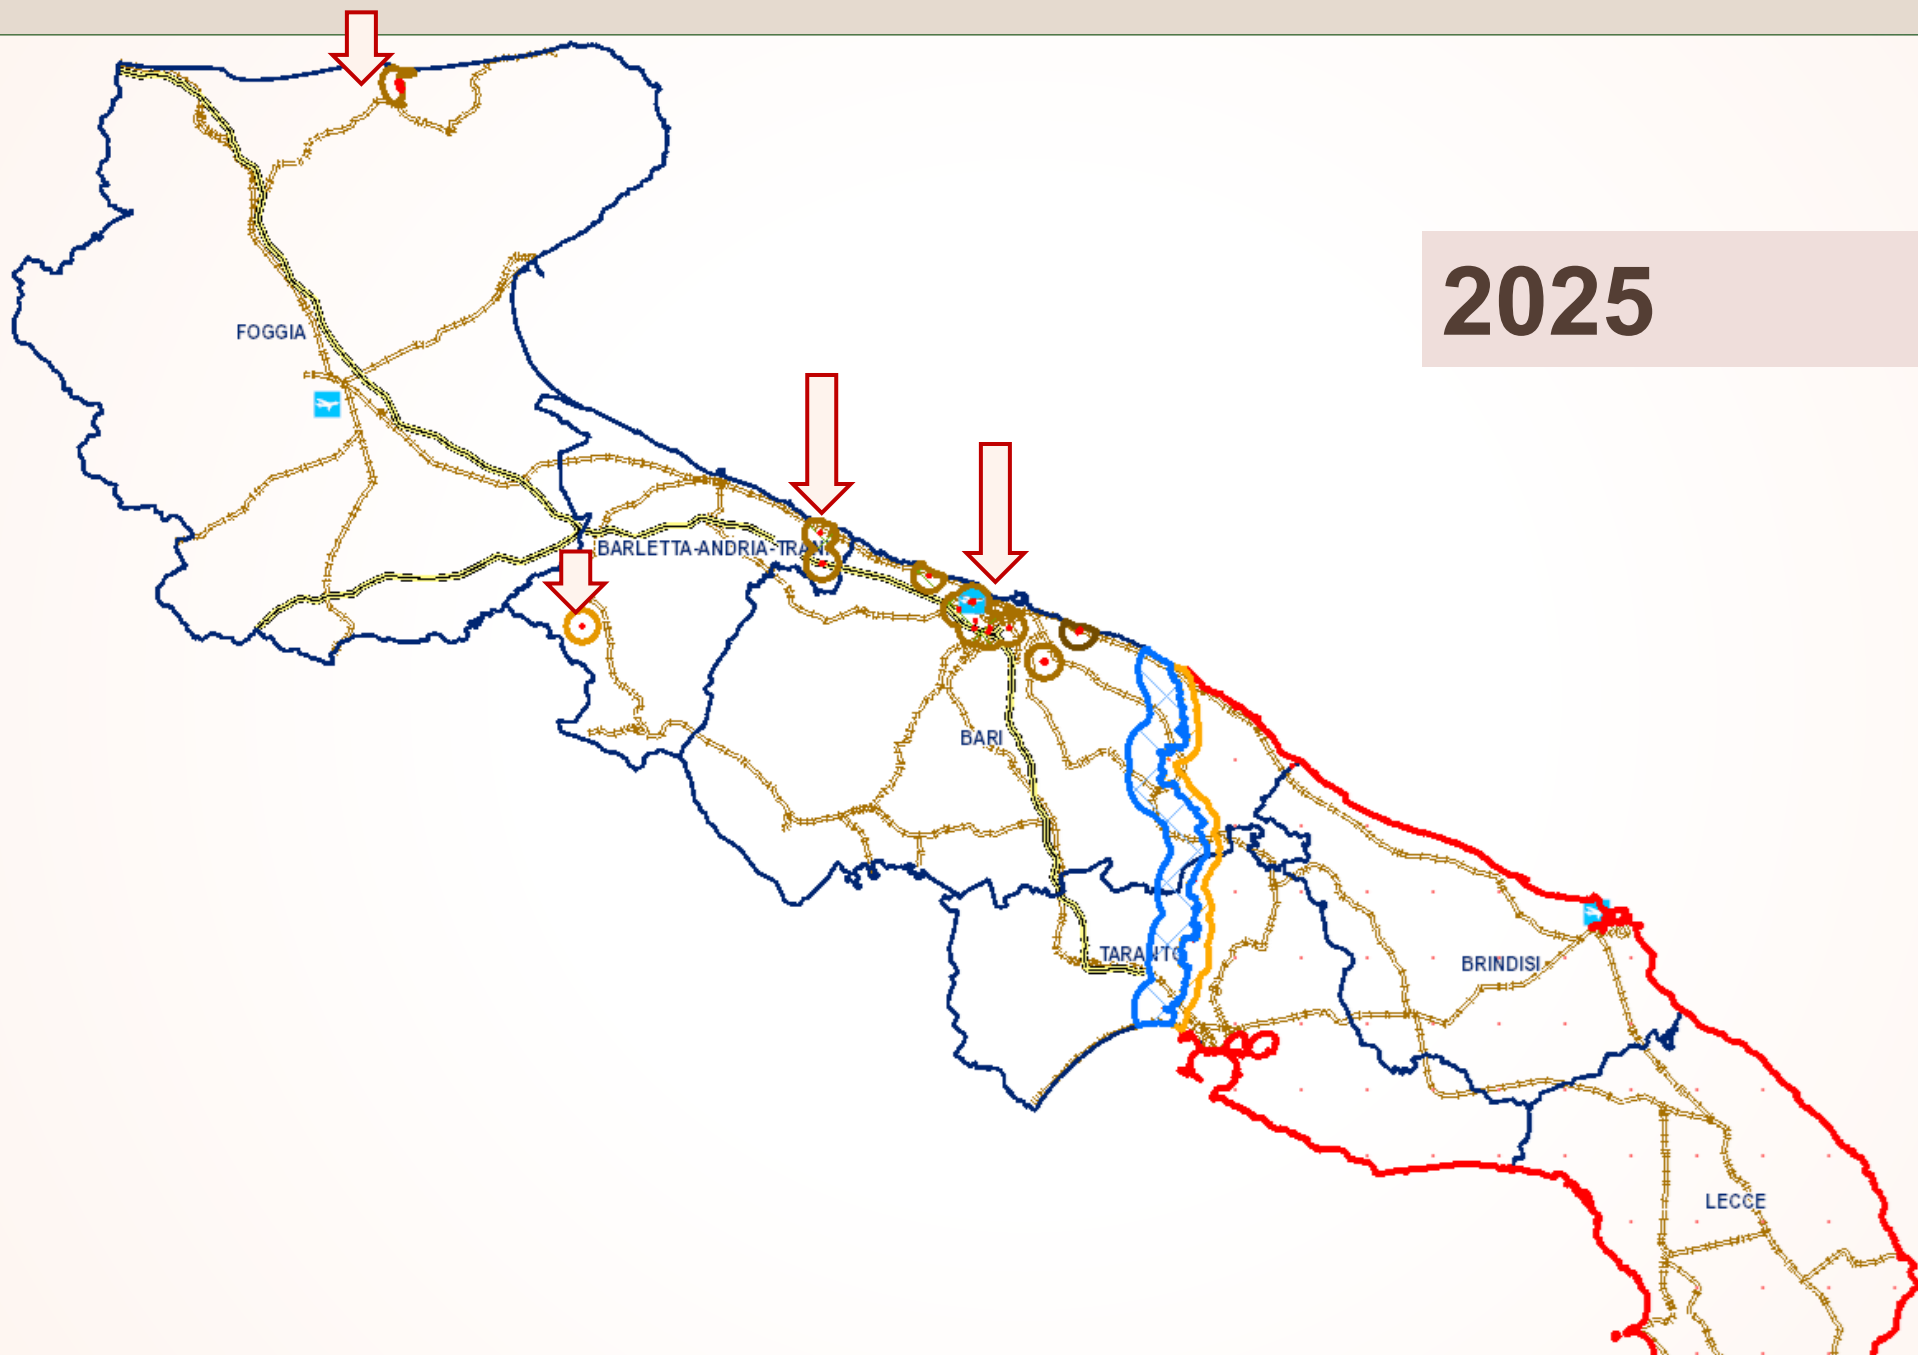 2025
FOGGIA
BARLETTA-ANDRIA-TRANI
BARI
TARANTO
BRINDISI
LECCE